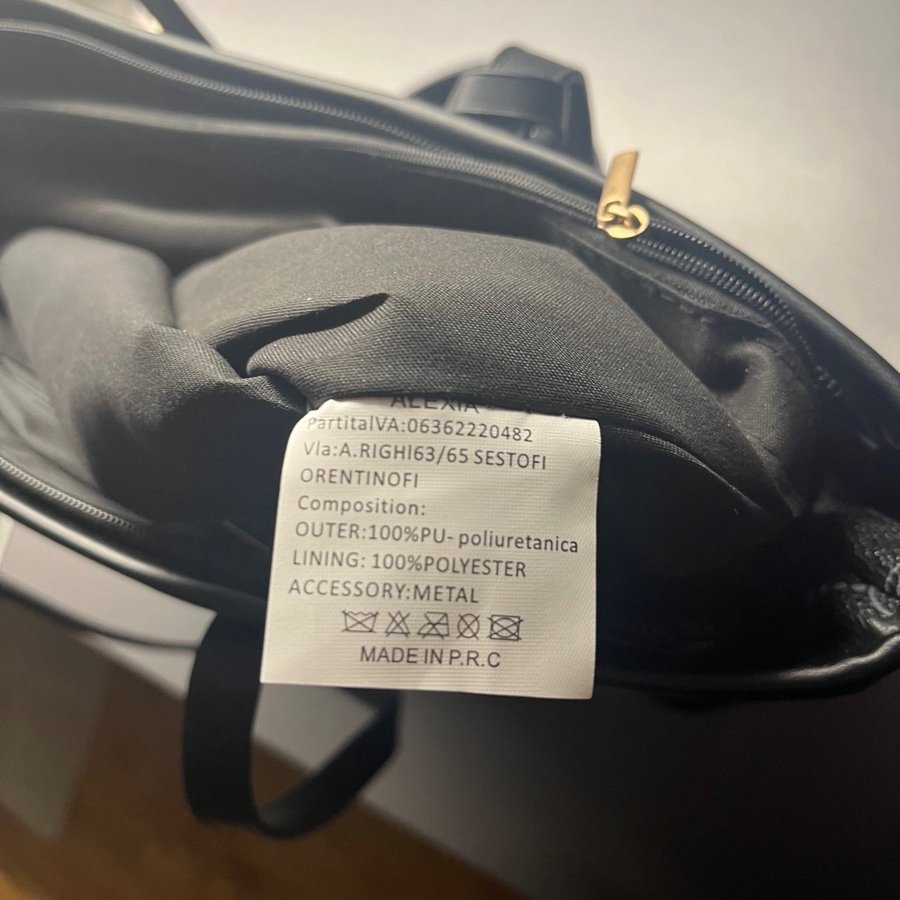 ALEXIA
PartitaIVA:06362220482
VIa:A.RIGHI63/65 SESTOFI
ORENTINOFI
Composition:
OUTER:100%PU- poliuretanica
LINING: 100%POLYESTER
ACCESSORY:METAL
MADE IN P.R.C